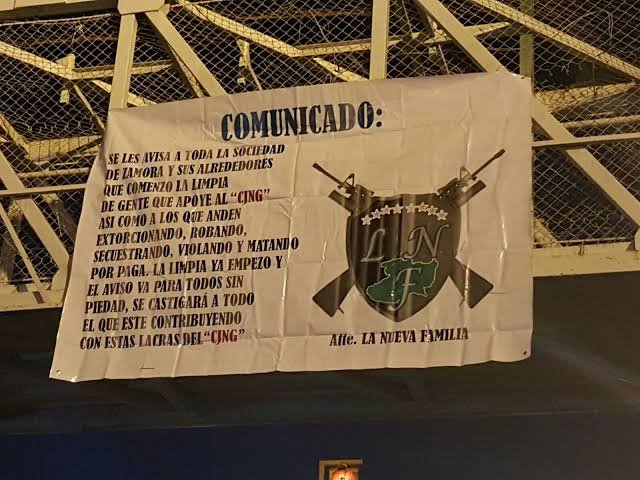 COMUNICADO:
SE LES AVISA A TODA LA SOCIEDAD
DE ZAMORA Y SUS ALREDEDORES
QUE COMENZO LA LIMPIA
DE GENTE QUE APOYE AL "CJNG"
ASI COMO A LOS QUE ANDEN
EXTORCIONANDO, ROBANDO,
SECUESTRANDO, VIOLANDO Y MATANDO
POR PAGA. LA LIMPIA YA EMPEZO Y
EL AVISO VA PARA TODOS SIN
PIEDAD, SE CASTIGARÁ A TODO
EL QUE ESTE CONTRIBUYENDO
CON ESTAS LACRAS DEL "CJNG"
L N
F
Atte. LA NUEVA FAMILIA